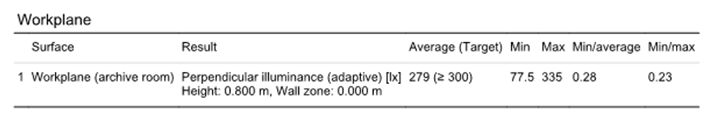 Workplane
Surface Result Average (Target) Min Max Min/average Min/max
1 Workplane (archive room) Perpendicular illuminance (adaptive) [lx] 279 (≥ 300) 77.5 335 0.28 0.23
Height: 0.800 m, Wall zone: 0.000 m